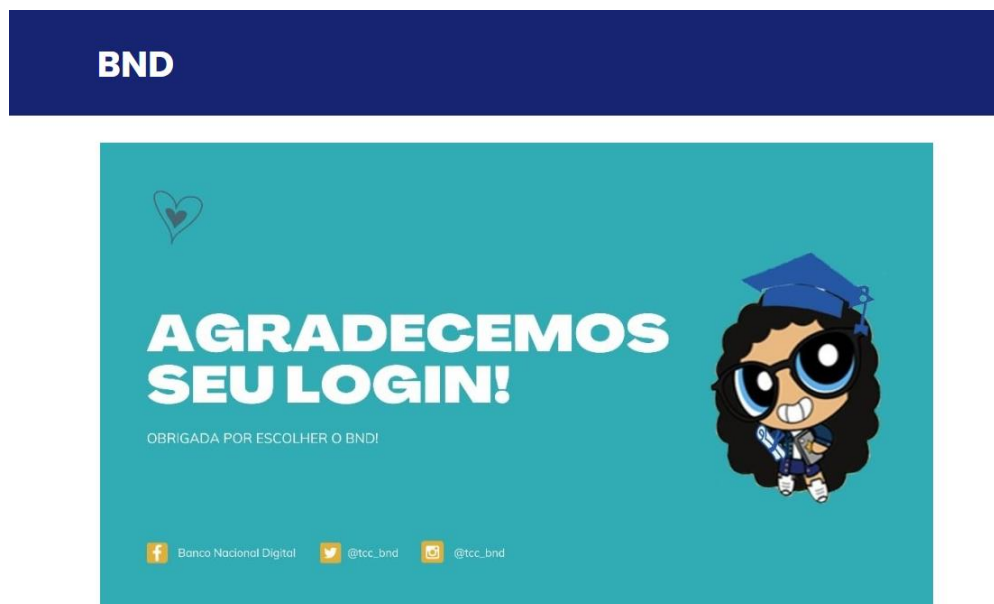 BND
AGRADECEMOS
SEU LOGIN!
OBRIGADA POR ESCOLHER O BND!
Banco Nacional Digital @tcc_bnd @tcc_bnd